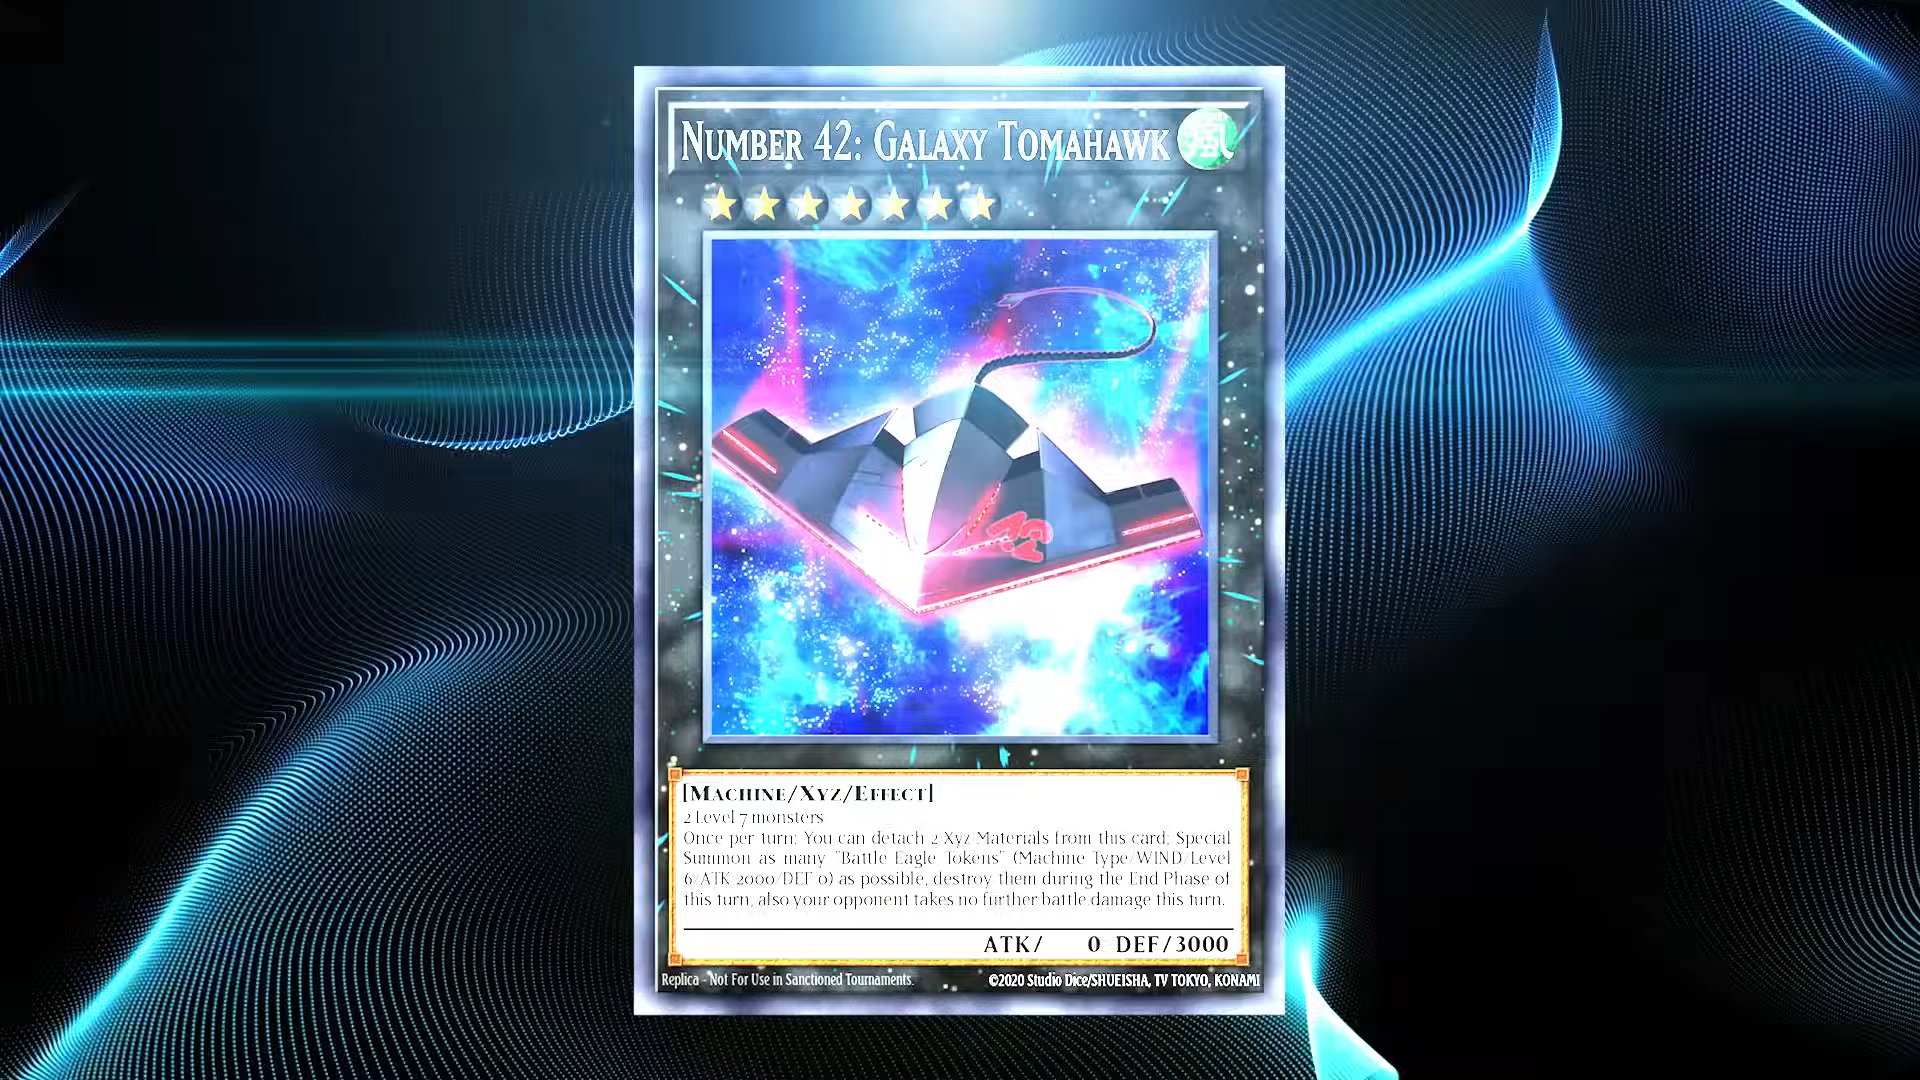 NUMBER 42: GALAXY TOMAHAWK 風
42
[MACHINE/XYZ/EFFECT]
2 Level 7 monsters
Once per turn: You can detach 2 Xyz Materials from this card; Special
Summon as many "Battle Eagle Tokens" (Machine Type/WIND/Level
6/ATK 2000/DEF 0) as possible, destroy them during the End Phase of
this turn, also your opponent takes no further battle damage this turn.
ATK/ 0 DEF/3000
Replica - Not For Use in Sanctioned Tournaments. ©2020 Studio Dice/SHUEISHA, TV TOKYO, KONAMI